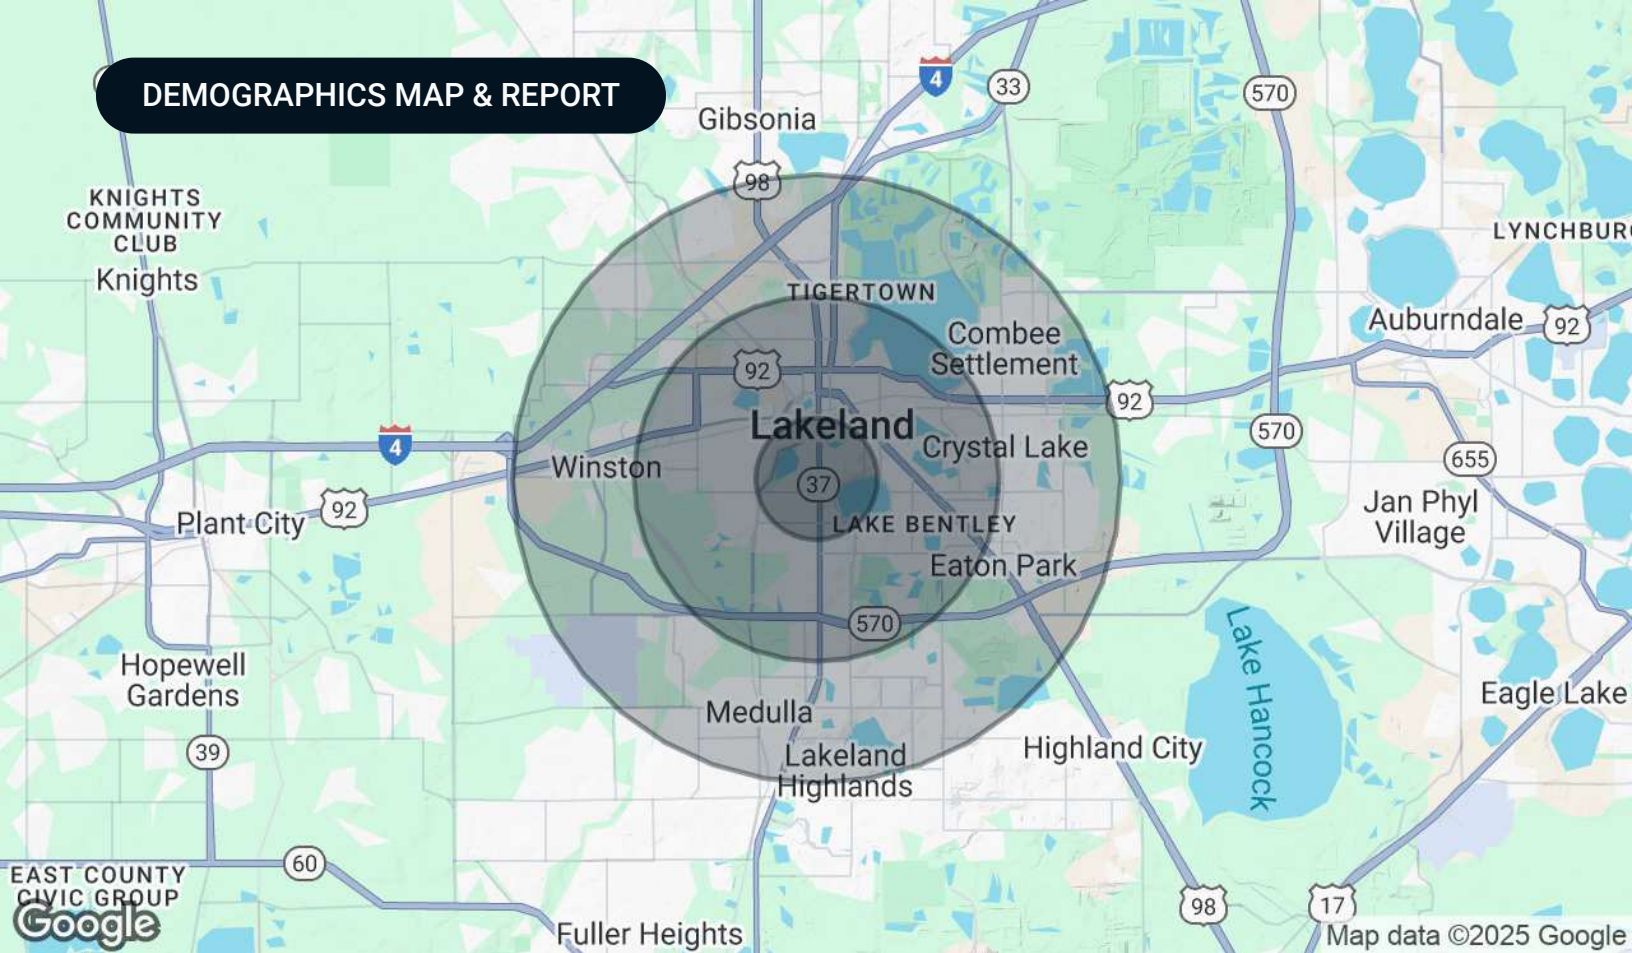 DEMOGRAPHICS MAP & REPORT
Gibsonia
4
33
570
98
KNIGHTS
COMMUNITY
CLUB
Knights
LYNCHBUR
TIGERTOWN
Combee
Settlement
Auburndale
92
92
92
Lakeland
Crystal Lake
570
4
Winston
655
37
92
Plant City
LAKE BENTLEY
Jan Phyl
Village
Eaton Park
570
Lake Hancock
Hopewell
Gardens
Eagle Lake
Medulla
39
Lakeland
Highlands
Highland City
60
EAST COUNTY
CIVIC GROUP
98
17
Google
Fuller Heights
Map data ©2025 Google